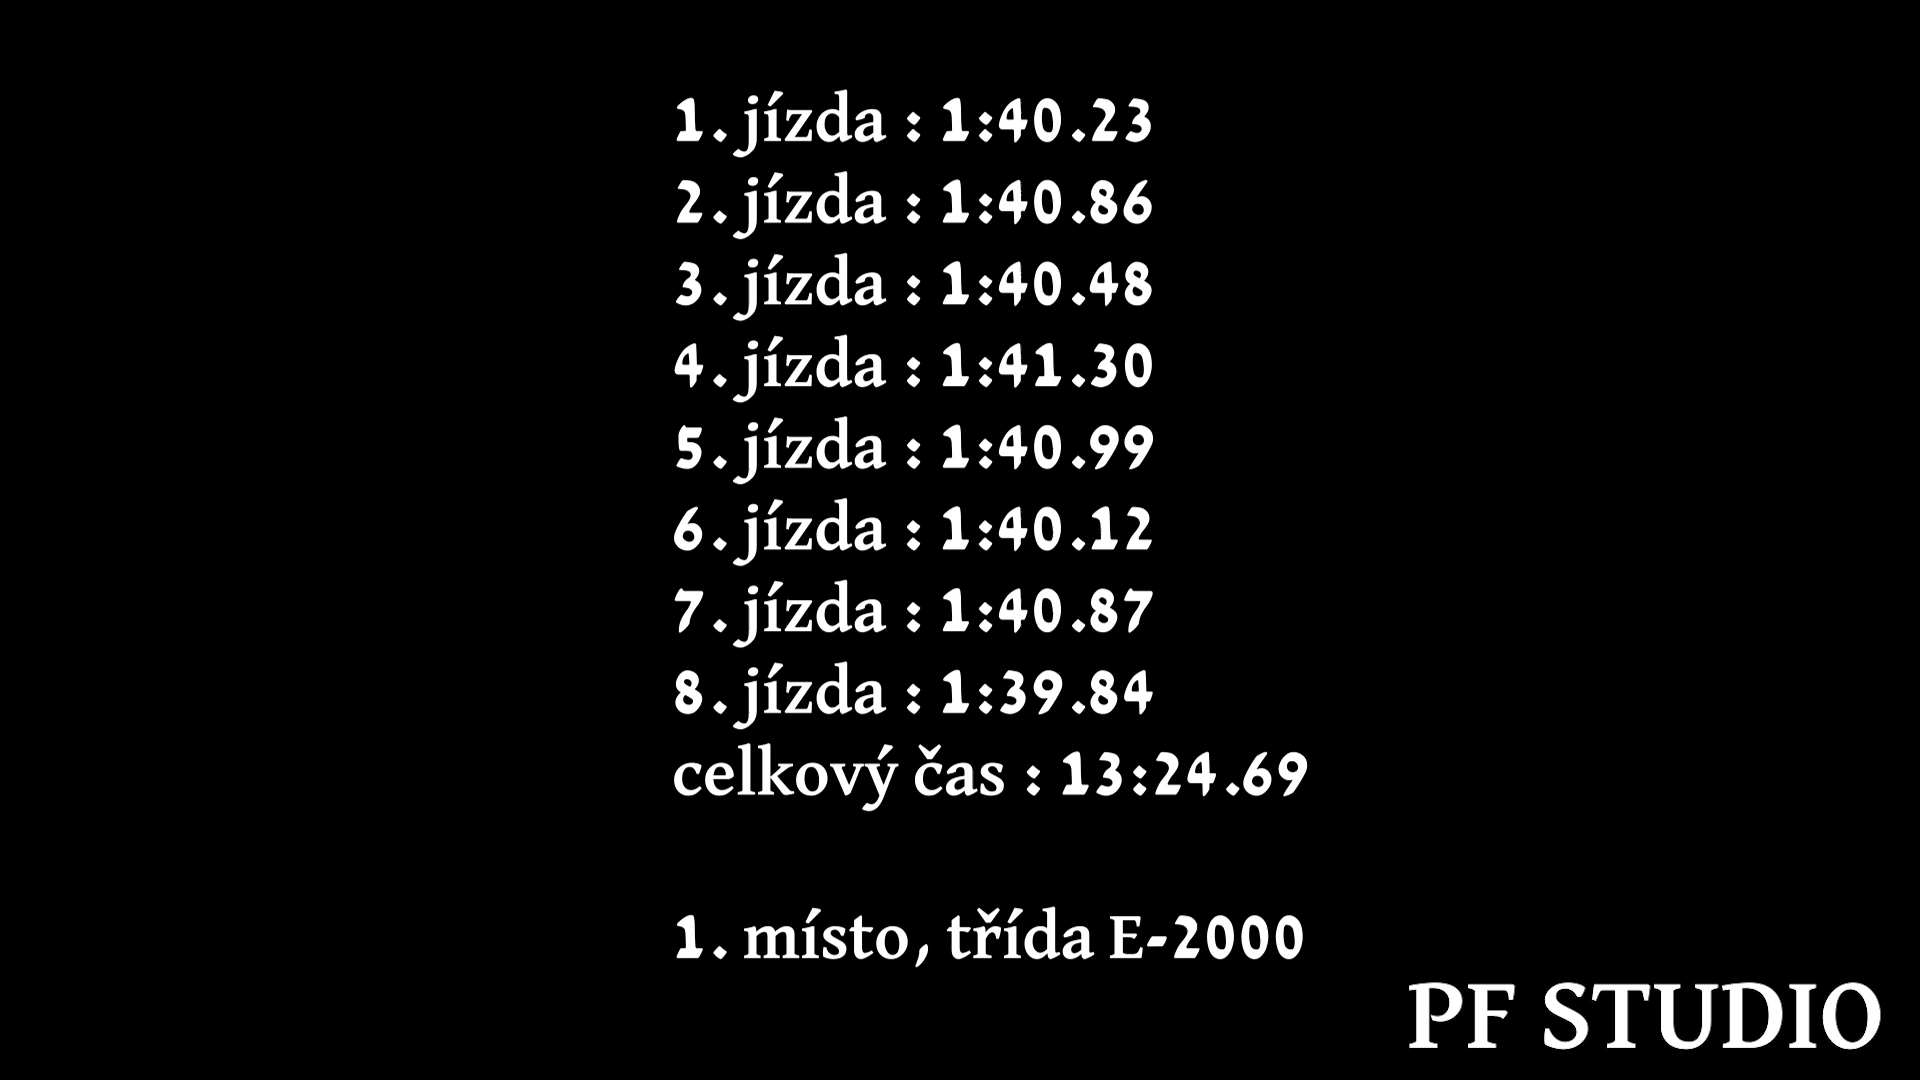 1. jízda : 1:40.23
2. jízda : 1:40.86
3. jízda : 1:40.48
4. jízda : 1:41.30
5. jízda : 1:40.99
6. jízda : 1:40.12
7. jízda : 1:40.87
8. jízda : 1:39.84
celkový čas : 13:24.69
1. místo, třída E-2000
PF STUDIO